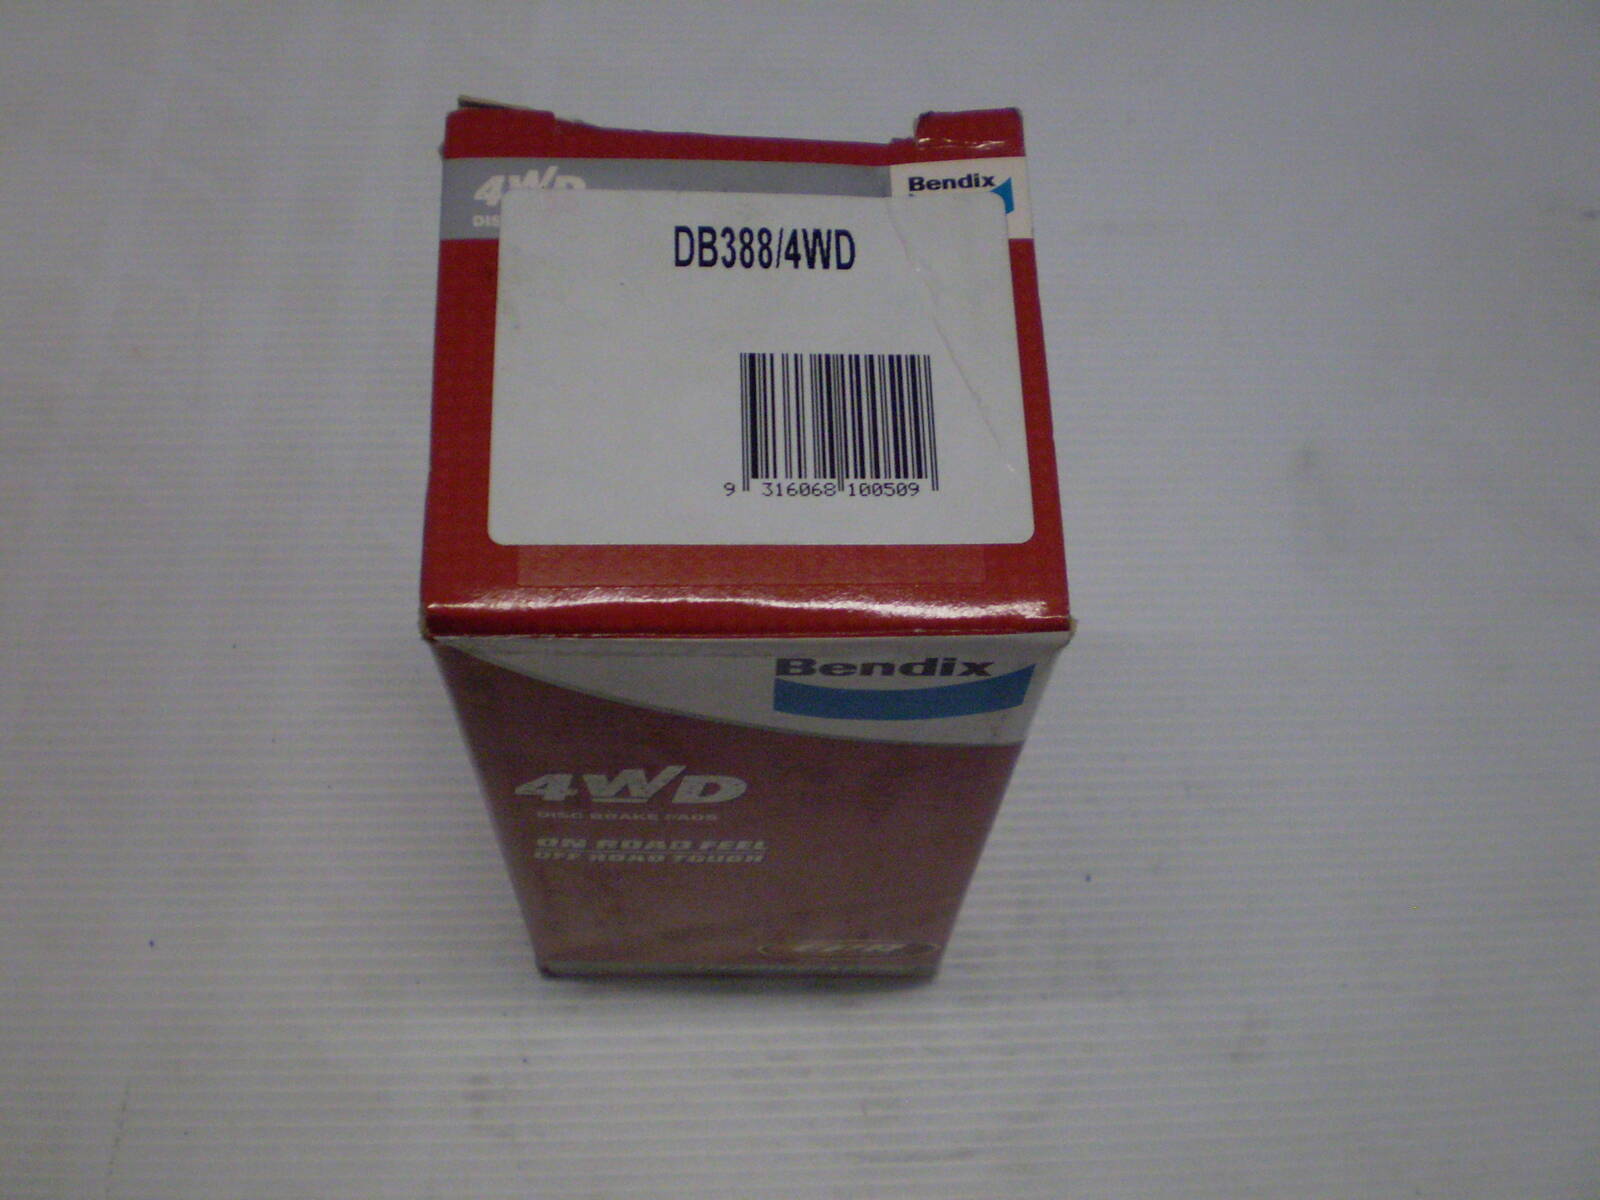 4WD
Bendix
DB388/4WD
9 316068 100509
Bendix
4WD
DISC BRAKE PADS
ON ROAD FEEL
OFF ROAD TOUGH